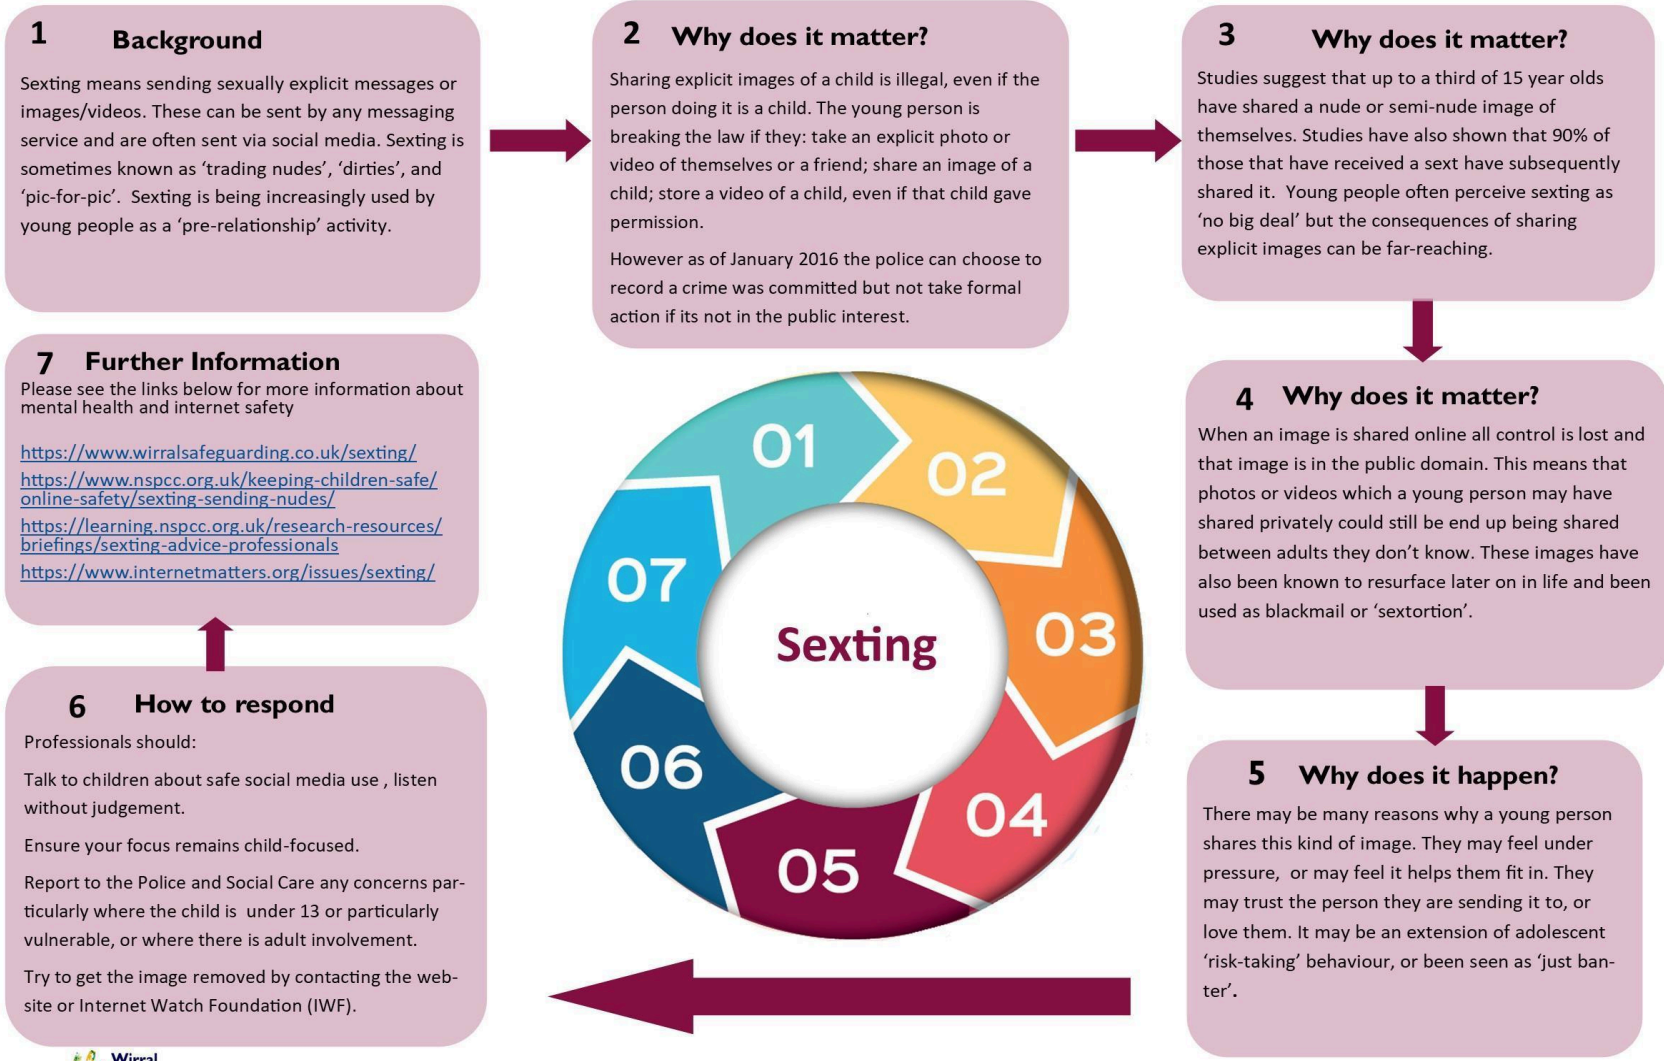 1 Background
Sexting means sending sexually explicit messages or
images/videos. These can be sent by any messaging
service and are often sent via social media. Sexting is
sometimes known as ‘trading nudes’, ‘dirties’, and
‘pic-for-pic’.  Sexting is being increasingly used by
young people as a ‘pre-relationship’ activity.
2 Why does it matter?
Sharing explicit images of a child is illegal, even if the
person doing it is a child. The young person is
breaking the law if they: take an explicit photo or
video of themselves or a friend; share an image of a
child; store a video of a child, even if that child gave
permission.
However as of January 2016 the police can choose to
record a crime was committed but not take formal
action if its not in the public interest.
3 Why does it matter?
Studies suggest that up to a third of 15 year olds
have shared a nude or semi-nude image of
themselves. Studies have also shown that 90% of
those that have received a sext have subsequently
shared it.  Young people often perceive sexting as
‘no big deal’ but the consequences of sharing
explicit images can be far-reaching.
4 Why does it matter?
When an image is shared online all control is lost and
that image is in the public domain. This means that
photos or videos which a young person may have
shared privately could still be end up being shared
between adults they don’t know. These images have
also been known to resurface later on in life and been
used as blackmail or ‘sextortion’.
5 Why does it happen?
There may be many reasons why a young person
shares this kind of image. They may feel under
pressure,  or may feel it helps them fit in. They
may trust the person they are sending it to, or
love them. It may be an extension of adolescent
‘risk-taking’ behaviour, or been seen as ‘just ban-
ter’.
6 How to respond
Professionals should:
Talk to children about safe social media use , listen
without judgement.
Ensure your focus remains child-focused.
Report to the Police and Social Care any concerns par-
ticularly where the child is  under 13 or particularly
vulnerable, or where there is adult involvement.
Try to get the image removed by contacting the web-
site or Internet Watch Foundation (IWF).
7 Further Information
Please see the links below for more information about
mental health and internet safety
https://www.wirralsafeguarding.co.uk/sexting/
https://www.nspcc.org.uk/keeping-children-safe/
online-safety/sexting-sending-nudes/
https://learning.nspcc.org.uk/research-resources/
briefings/sexting-advice-professionals
https://www.internetmatters.org/issues/sexting/
01
02
03
04
05
06
07
Sexting
Wirral